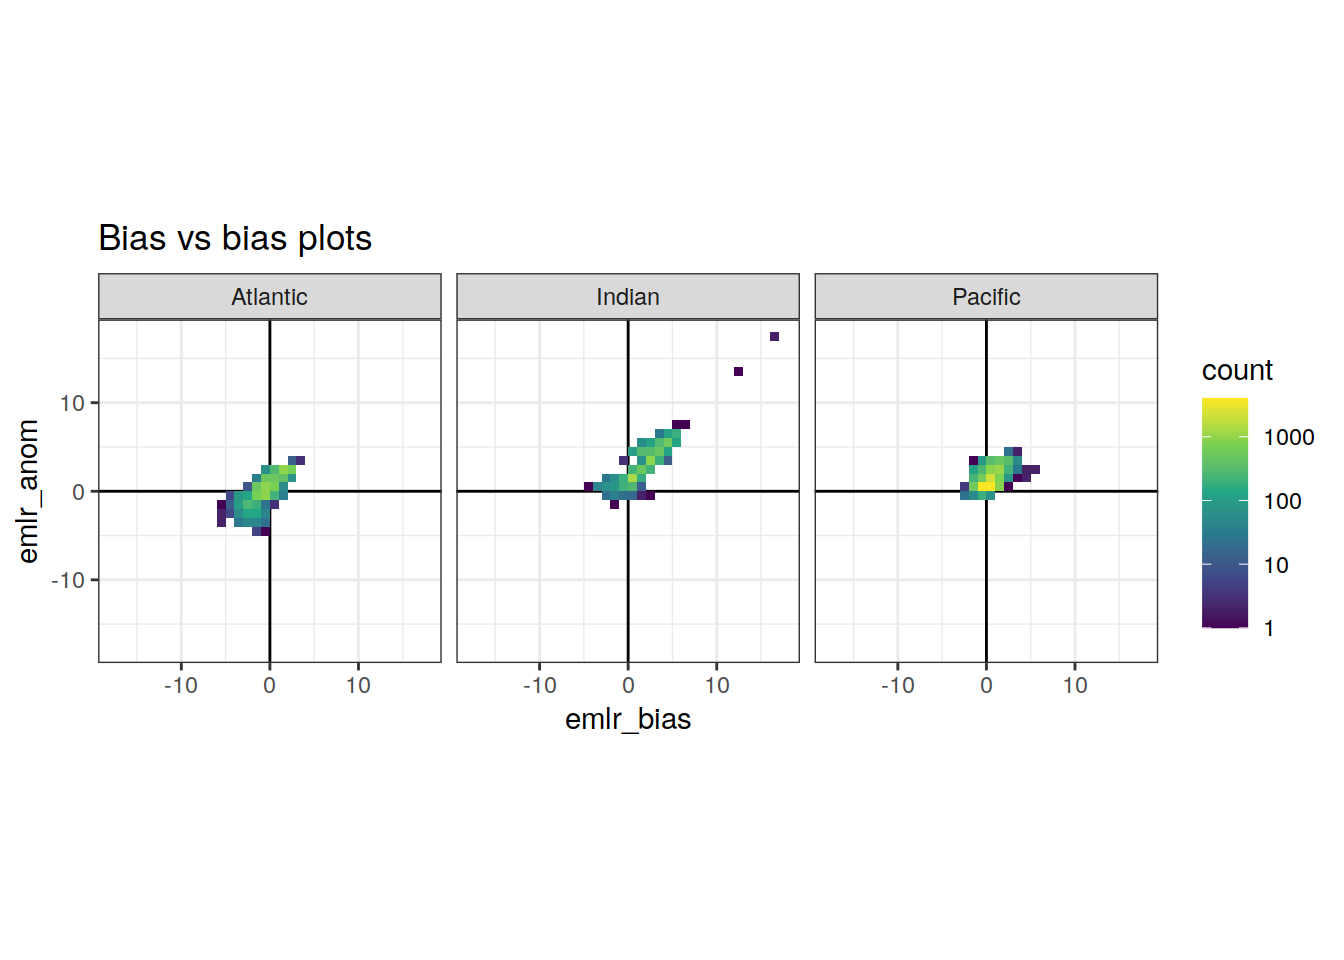 Bias vs bias plots
Atlantic Indian Pacific
emlr_anom
10
0
-10
-10 0 10 -10 0 10 -10 0 10
emlr_bias
count
1000
100
10
1